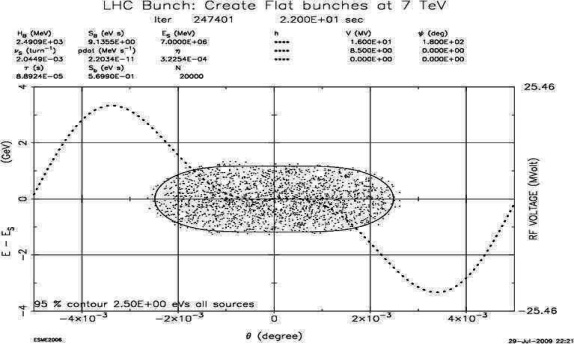 LHC Bunch: Create Flat bunches at 7 TeV
Iter 247401 2.200E+01 sec
H_B (MeV) S_B (eV s) E_S (MeV) h V (MV) ψ (deg)
2.4909E+03 9.1355E+00 7.0000E+06 **** 1.600E+01 1.800E+02
ν_S (turn⁻¹) pdot (MeV s⁻¹) η **** 8.500E+00 0.000E+00
2.0449E-03 2.2034E-11 3.2254E-04 **** 0.000E+00 0.000E+00
τ (s) S_b (eV s) N
8.8924E-05 5.6990E-01 20000
4
2
0
-2
-4
E - E_S (GeV)
25.46
RF VOLTAGE (MVolt)
-25.46
95 % contour 2.50E+00 eVs all sources
-4×10⁻³ -2×10⁻³ 0 2×10⁻³ 4×10⁻³
θ (degree)
ESME2006 29-Jul-2009 22:21